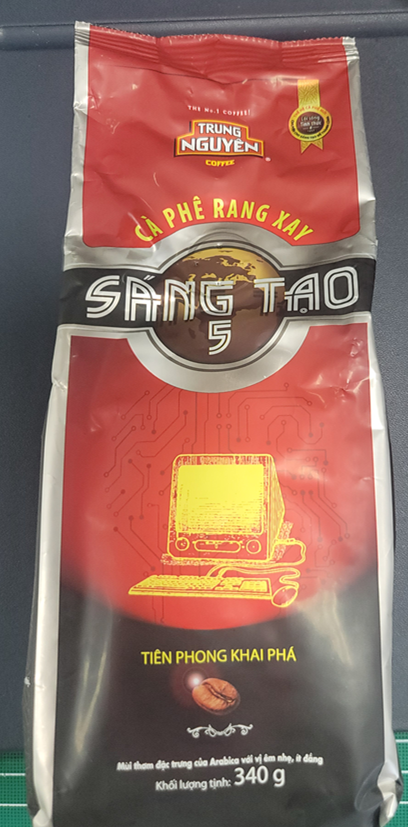 THE No.1 COFFEE!
TRUNG
NGUYÊN
COFFEE
CÀ PHÊ RANG XAY
SÁNG TẠO
5
TIÊN PHONG KHAI PHÁ
Mùi thơm đặc trưng của Arabica với vị êm nhẹ, ít đắng
Khối lượng tịnh: 340 g